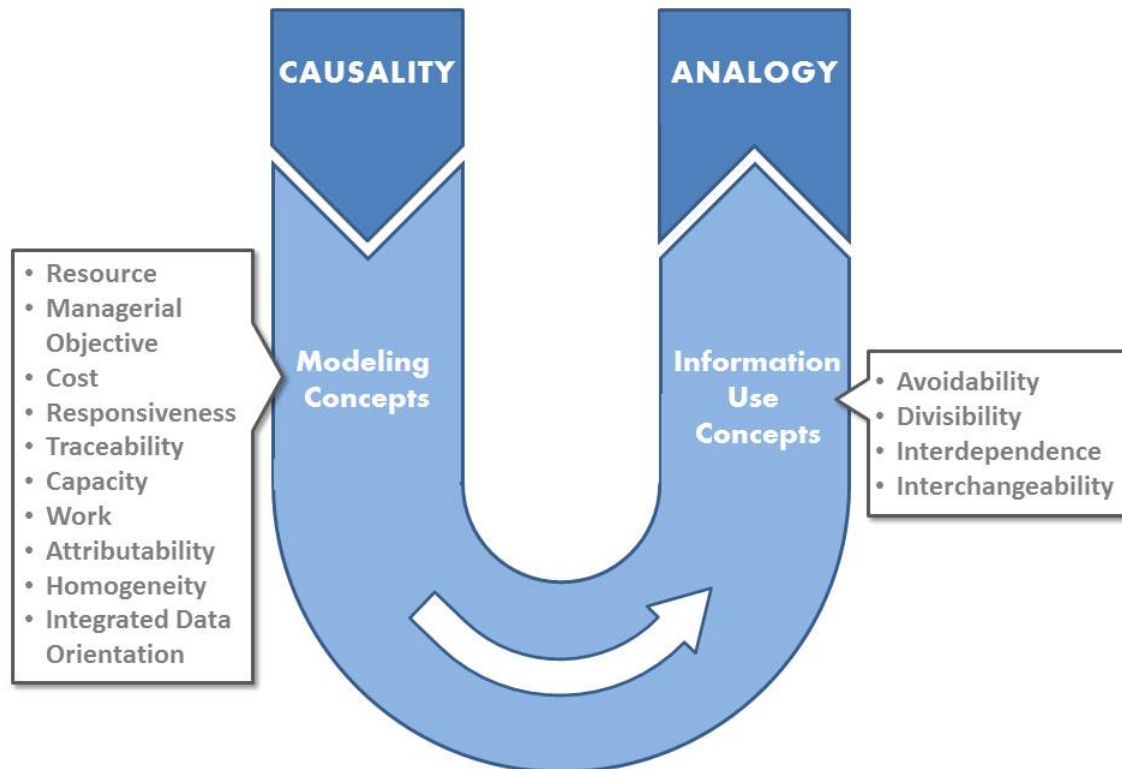 CAUSALITY
ANALOGY
• Resource
• Managerial
Objective
• Cost
• Responsiveness
• Traceability
• Capacity
• Work
• Attributability
• Homogeneity
• Integrated Data
Orientation
Modeling
Concepts
Information
Use
Concepts
• Avoidability
• Divisibility
• Interdependence
• Interchangeability